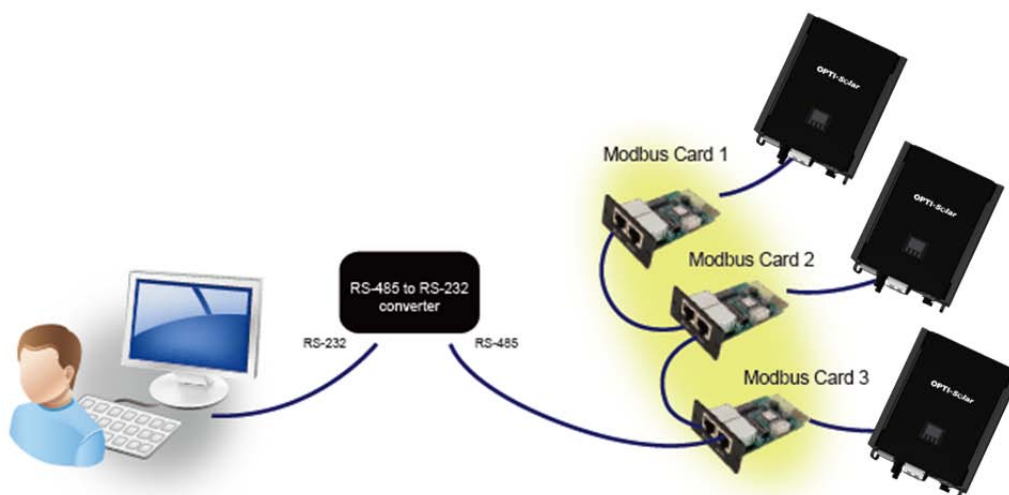 OPTI-Solar
Modbus Card 1
OPTI-Solar
Modbus Card 2
RS-485 to RS-232
converter
RS-232
RS-485
Modbus Card 3
OPTI-Solar